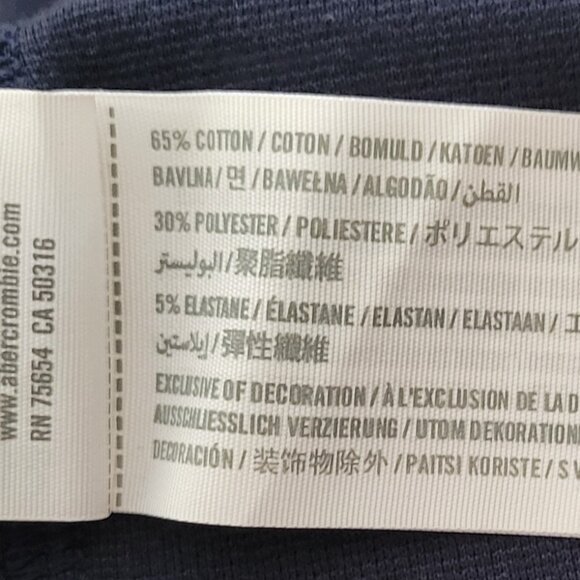 www.abercrombie.com
RN 75654 CA 50316
65% COTTON / COTON / BOMULD / KATOEN / BAUMW
BAVLNA / 면 / BAWEŁNA / ALGODÃO / القطن
30% POLYESTER / POLIESTERE / ポリエステル
البوليستر / 聚脂纖維
5% ELASTANE / ÉLASTANE / ELASTAN / ELASTAAN / エ
إيلاستين / 彈性纖維
EXCLUSIVE OF DECORATION / À L'EXCLUSION DE LA D
AUSSCHLIESSLICH VERZIERUNG / UTOM DEKORATION
DECORACIÓN / 装饰物除外 / PAITSI KORISTE / S V